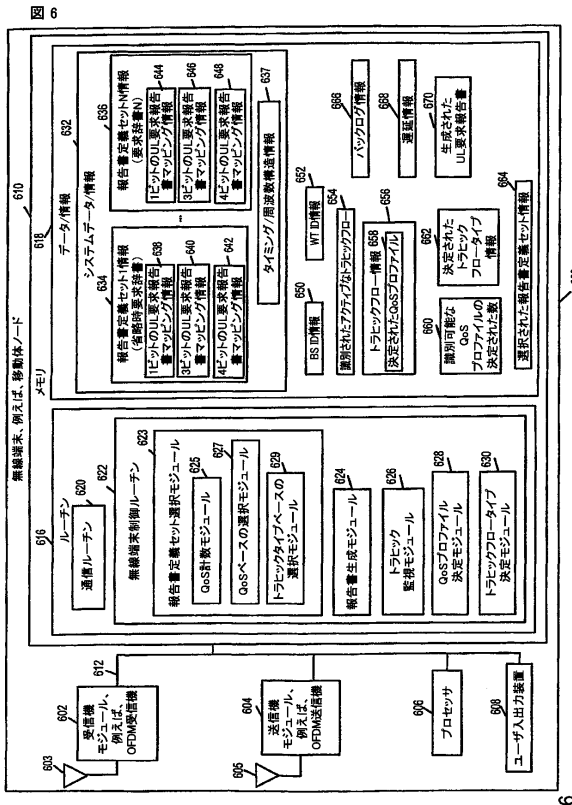 図 6
無線端末、例えば、移動体ノード
610
メモリ
616
ルーチン
620
通信ルーチン
622
無線端末制御ルーチン
623
報告書定義セット選択モジュール
625
QoS計数モジュール
627
QoSベースの選択モジュール
629
トラヒックタイプベースの
選択モジュール
624
報告書生成モジュール
626
トラヒック
監視モジュール
628
QoSプロファイル
決定モジュール
630
トラヒックフロータイプ
決定モジュール
618
データ/情報
632
システムデータ/情報
634
報告書定義セット1情報
(省略時要求辞書)
638
1ビットのUL要求報告
書マッピング情報
640
3ビットのUL要求報告
書マッピング情報
642
4ビットのUL要求報告
書マッピング情報
...
636
報告書定義セットN情報
(要求辞書N)
644
1ビットのUL要求報告
書マッピング情報
646
3ビットのUL要求報告
書マッピング情報
648
4ビットのUL要求報告
書マッピング情報
637
タイミング/周波数構造情報
650
BS ID情報
652
WT ID情報
654
識別されたアクティブなトラヒックフロー
656
トラヒックフロー情報
658
決定されたQoSプロファイル
660
識別可能な
QoS
プロファイルの
決定された数
662
決定された
トラヒック
フロータイプ
情報
664
選択された報告書定義セット情報
666
バックログ情報
668
遅延情報
670
生成された
UL要求報告書
612
603
602
受信機
モジュール、
例えば、
OFDM受信機
605
604
送信機
モジュール、
例えば、
OFDM送信機
606
プロセッサ
608
ユーザ入出力装置